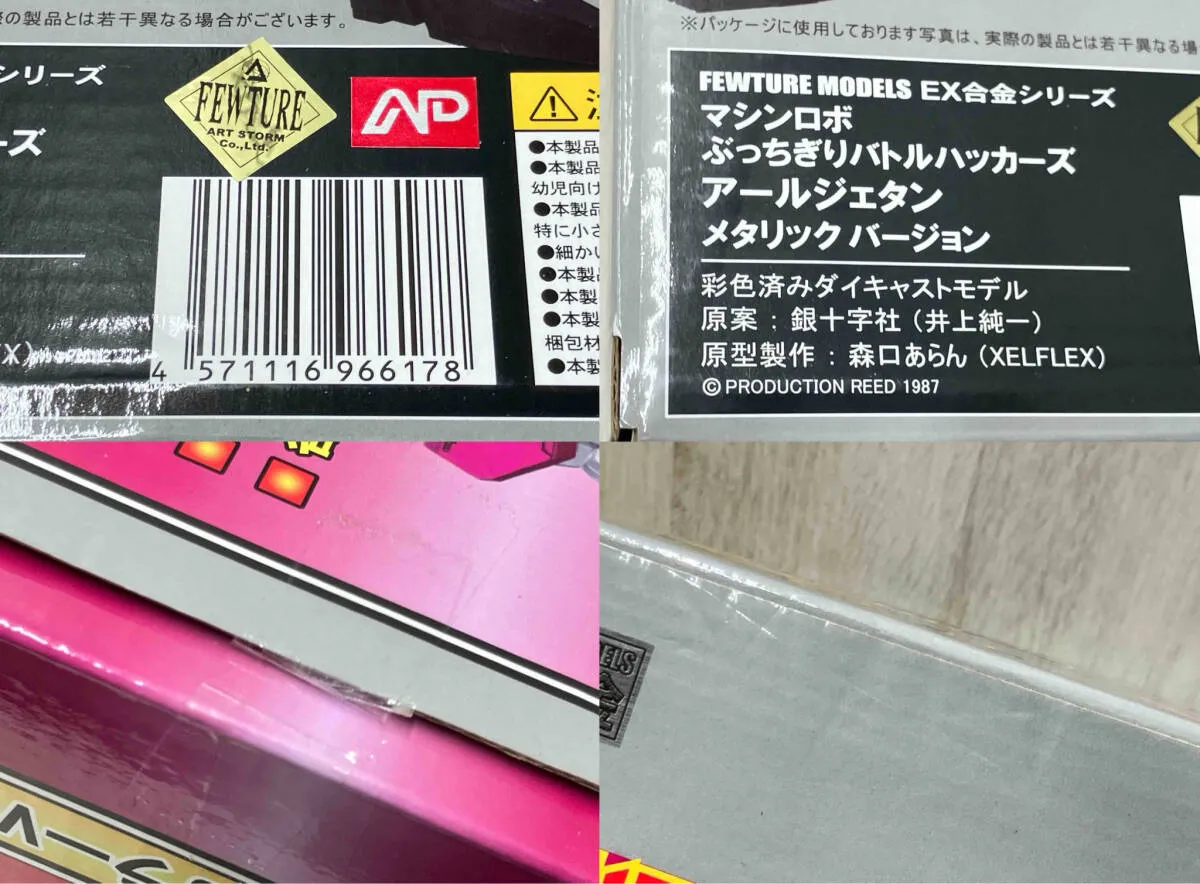 の製品とは若干異なる場合がございます。
シリーズ
ーズ
FEWTURE
ART STORM
Co.,Ltd.
AD
注
●本製品
●本製品
幼児向け
●本製品
特に小さ
●細かい
●本製
●本製
●本製
梱包材
●本製
X)
4 571116 966178
※パッケージに使用しております写真は、実際の製品とは若干異なる場
FEWTURE MODELS EX合金シリーズ
マシンロボ
ぶっちぎりバトルハッカーズ
アールジェタン
メタリック バージョン
彩色済みダイキャストモデル
原案：銀十字社（井上純一）
原型製作：森口あらん（XELFLEX）
© PRODUCTION REED 1987